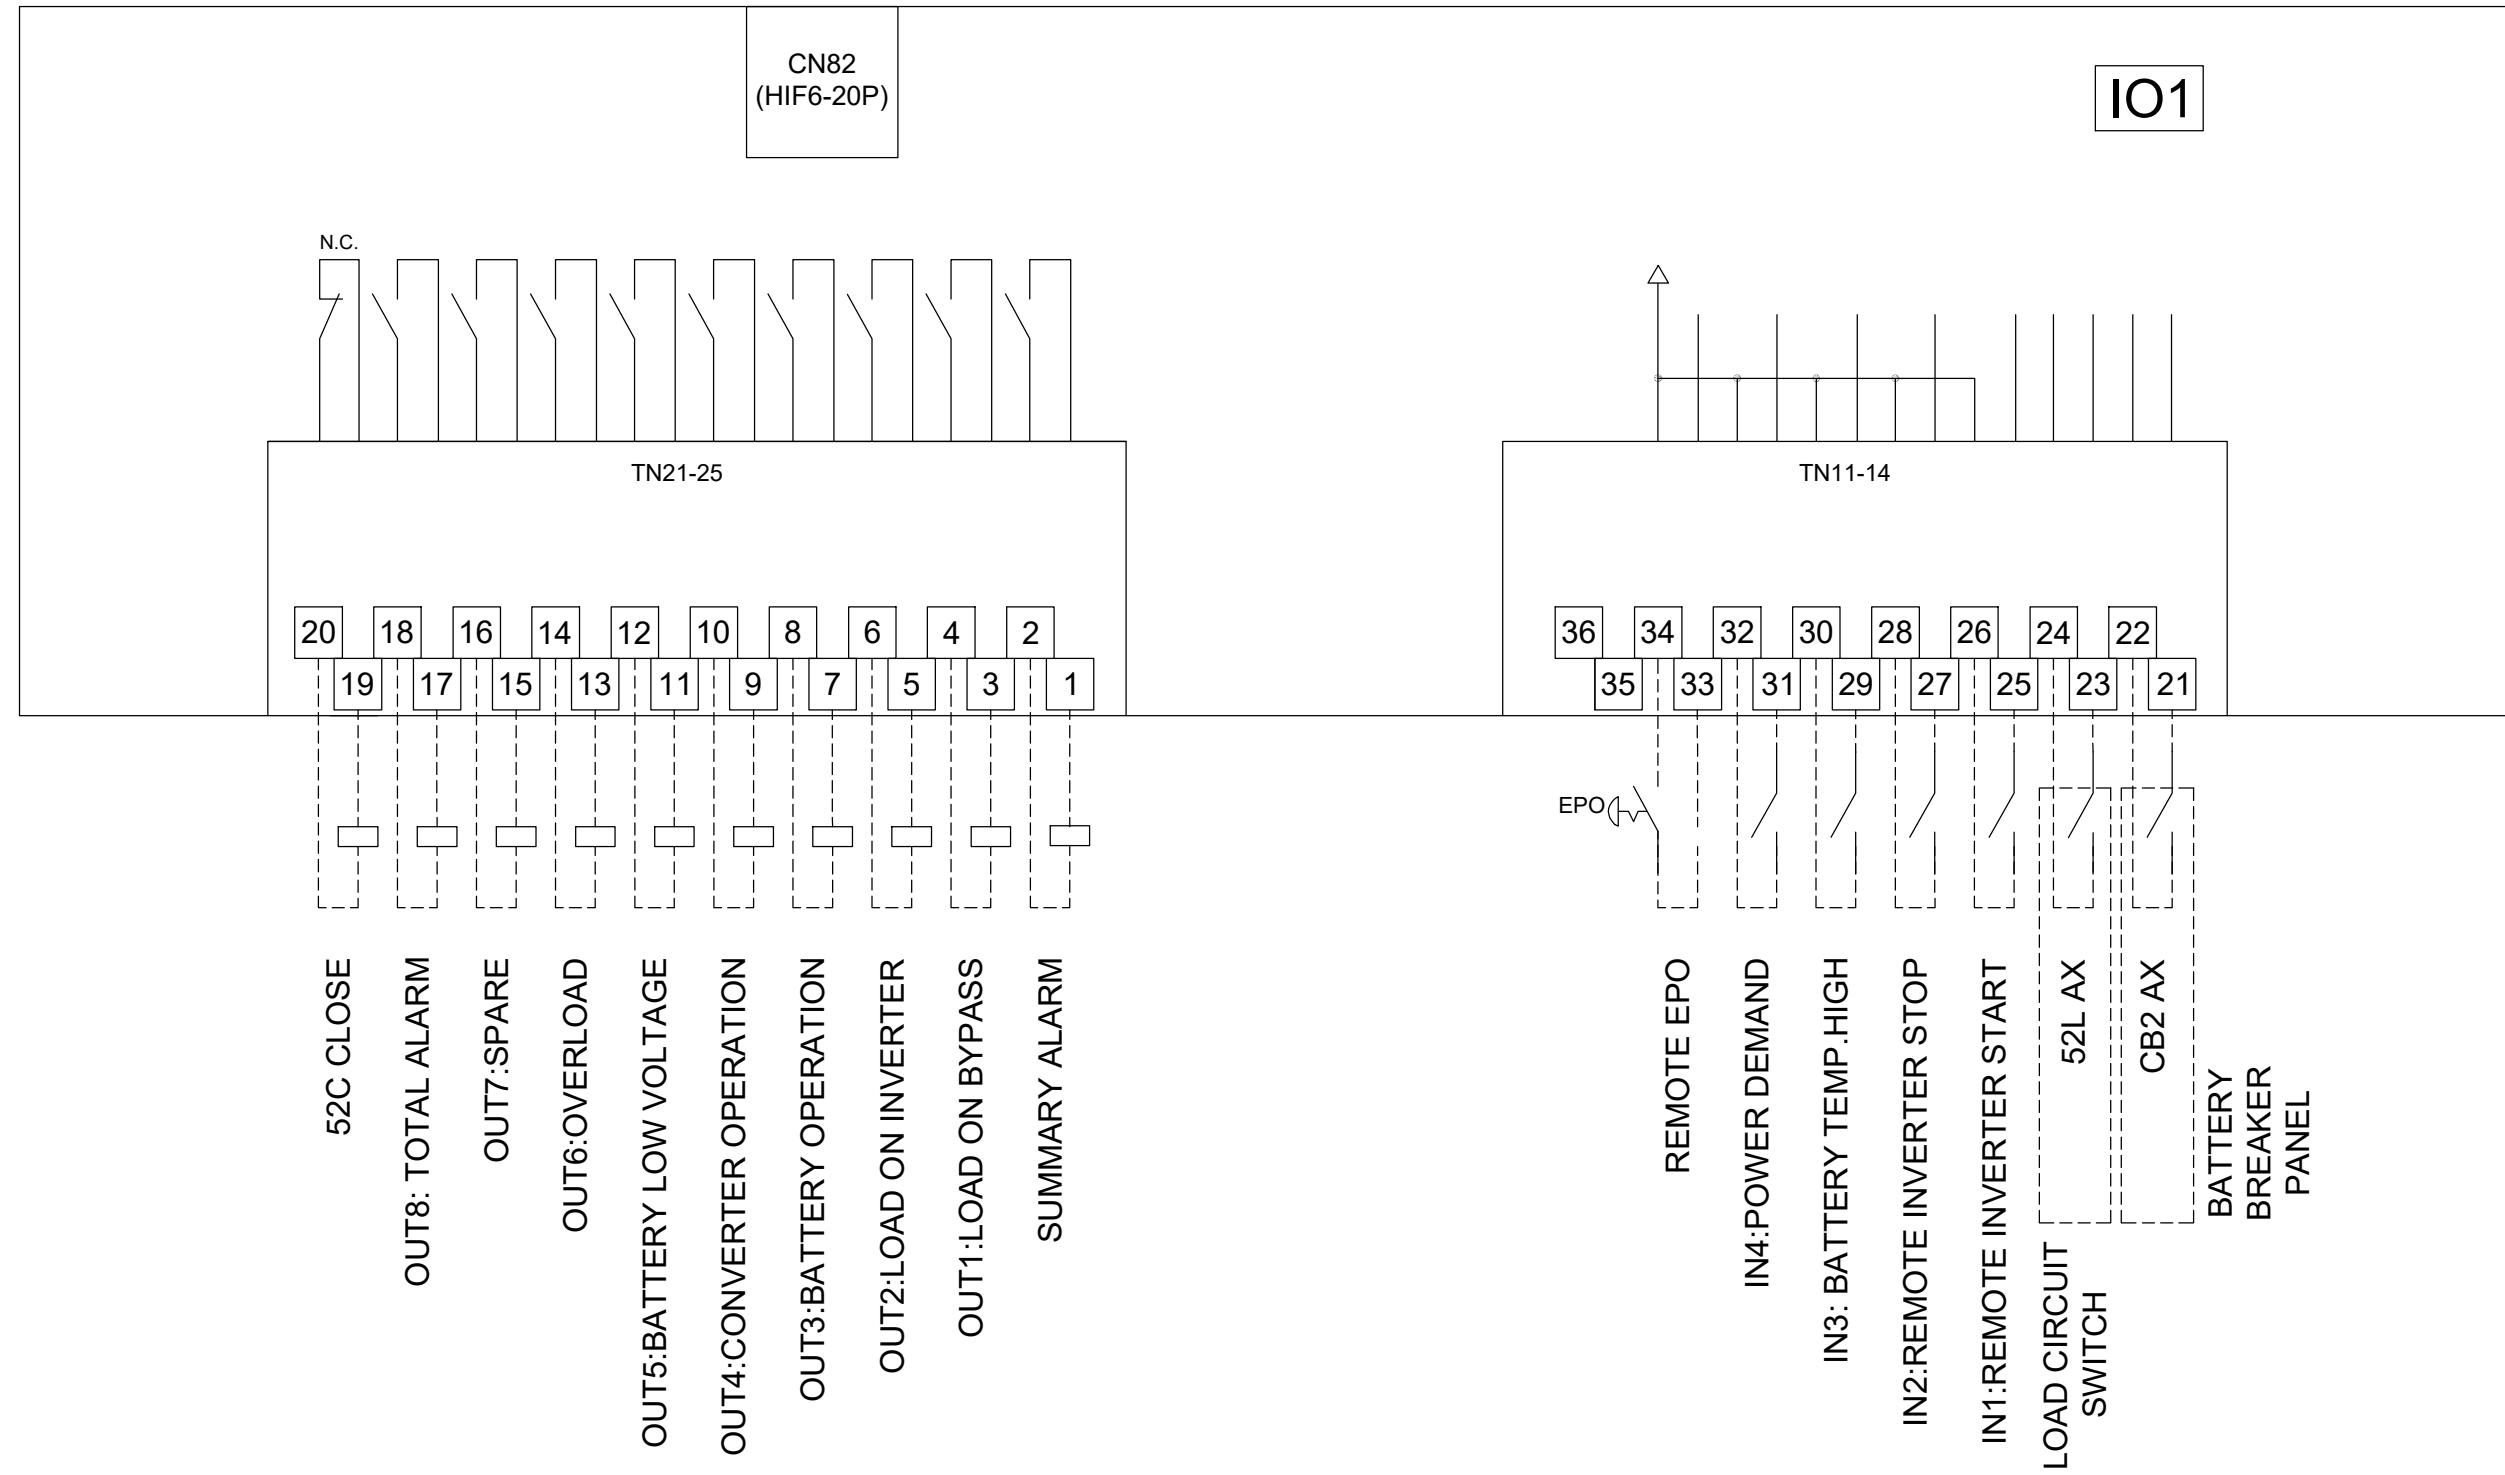 CN82
(HIF6-20P)
IO1
N.C.
TN21-25
TN11-14
20 18 16 14 12 10 8 6 4 2
19 17 15 13 11 9 7 5 3 1
36 34 32 30 28 26 24 22
35 33 31 29 27 25 23 21
EPO
52C CLOSE
OUT8: TOTAL ALARM
OUT7:SPARE
OUT6:OVERLOAD
OUT5:BATTERY LOW VOLTAGE
OUT4:CONVERTER OPERATION
OUT3:BATTERY OPERATION
OUT2:LOAD ON INVERTER
OUT1:LOAD ON BYPASS
SUMMARY ALARM
REMOTE EPO
IN4:POWER DEMAND
IN3: BATTERY TEMP.HIGH
IN2:REMOTE INVERTER STOP
IN1:REMOTE INVERTER START
52L AX
LOAD CIRCUIT
SWITCH
CB2 AX
BATTERY
BREAKER
PANEL